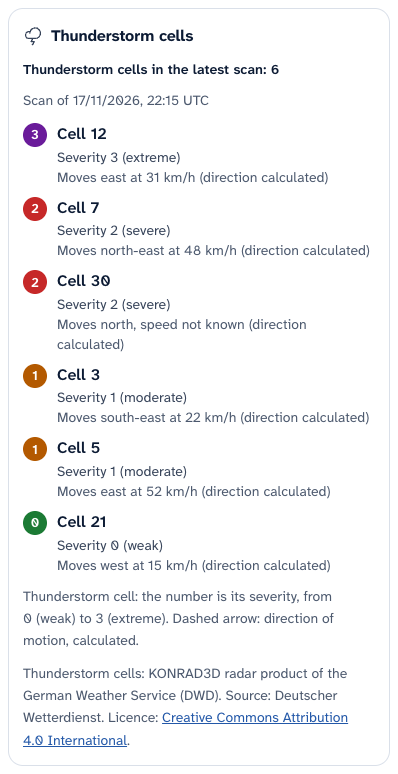 Thunderstorm cells
Thunderstorm cells in the latest scan: 6
Scan of 17/11/2026, 22:15 UTC
3 Cell 12
Severity 3 (extreme)
Moves east at 31 km/h (direction calculated)
2 Cell 7
Severity 2 (severe)
Moves north-east at 48 km/h (direction calculated)
2 Cell 30
Severity 2 (severe)
Moves north, speed not known (direction
calculated)
1 Cell 3
Severity 1 (moderate)
Moves south-east at 22 km/h (direction calculated)
1 Cell 5
Severity 1 (moderate)
Moves east at 52 km/h (direction calculated)
0 Cell 21
Severity 0 (weak)
Moves west at 15 km/h (direction calculated)
Thunderstorm cell: the number is its severity, from
0 (weak) to 3 (extreme). Dashed arrow: direction of
motion, calculated.
Thunderstorm cells: KONRAD3D radar product of the
German Weather Service (DWD). Source: Deutscher
Wetterdienst. Licence: Creative Commons Attribution
4.0 International.